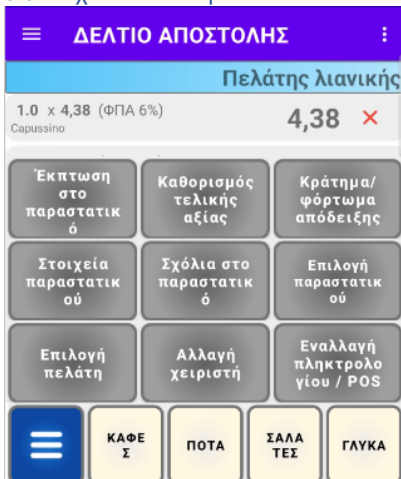 ΔΕΛΤΙΟ ΑΠΟΣΤΟΛΗΣ
Πελάτης λιανικής
1.0 x 4,38 (ΦΠΑ 6%)
4,38
Capussino
Έκπτωση
στο
παραστατικ
ό
Καθορισμός
τελικής
αξίας
Κράτημα/
φόρτωμα
απόδειξης
Στοιχεία
παραστατικ
ού
Σχόλια στο
παραστατικ
ό
Επιλογή
παραστατικ
ού
Επιλογή
πελάτη
Αλλαγή
χειριστή
Εναλλαγή
πληκτρολο
γίου / POS
ΚΑΦΕ
Σ
ΠΟΤΑ
ΣΑΛΑ
ΤΕΣ
ΓΛΥΚΑ